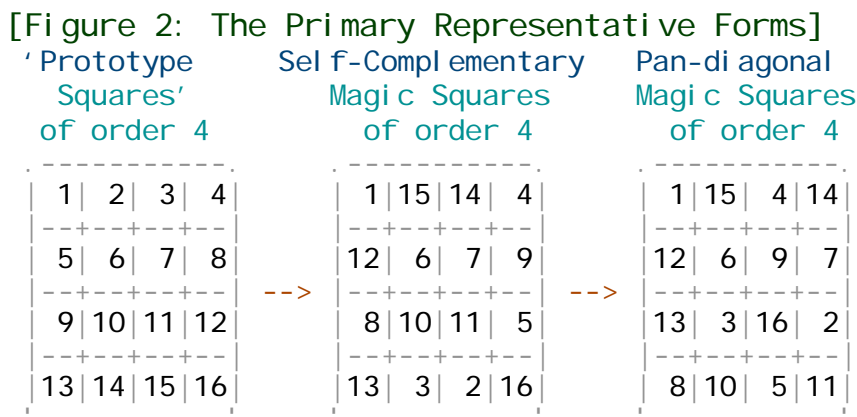 [Figure 2: The Primary Representative Forms]
‘Prototype Self-Complementary Pan-diagonal
Squares’ Magic Squares Magic Squares
of order 4 of order 4 of order 4
.-----------. .-----------. .-----------.
| 1| 2| 3| 4| | 1|15|14| 4| | 1|15| 4|14|
|--+--+--+--| |--+--+--+--| |--+--+--+--|
| 5| 6| 7| 8| |12| 6| 7| 9| |12| 6| 9| 7|
|--+--+--+--| --> |--+--+--+--| --> |--+--+--+--|
| 9|10|11|12| | 8|10|11| 5| |13| 3|16| 2|
|--+--+--+--| |--+--+--+--| |--+--+--+--|
|13|14|15|16| |13| 3| 2|16| | 8|10| 5|11|